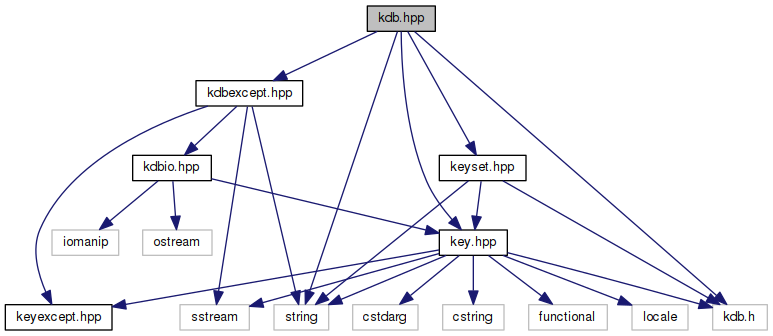 kdb.hpp
kdbexcept.hpp
kdbio.hpp
keyset.hpp
iomanip
ostream
key.hpp
keyexcept.hpp
sstream
string
cstdarg
cstring
functional
locale
kdb.h